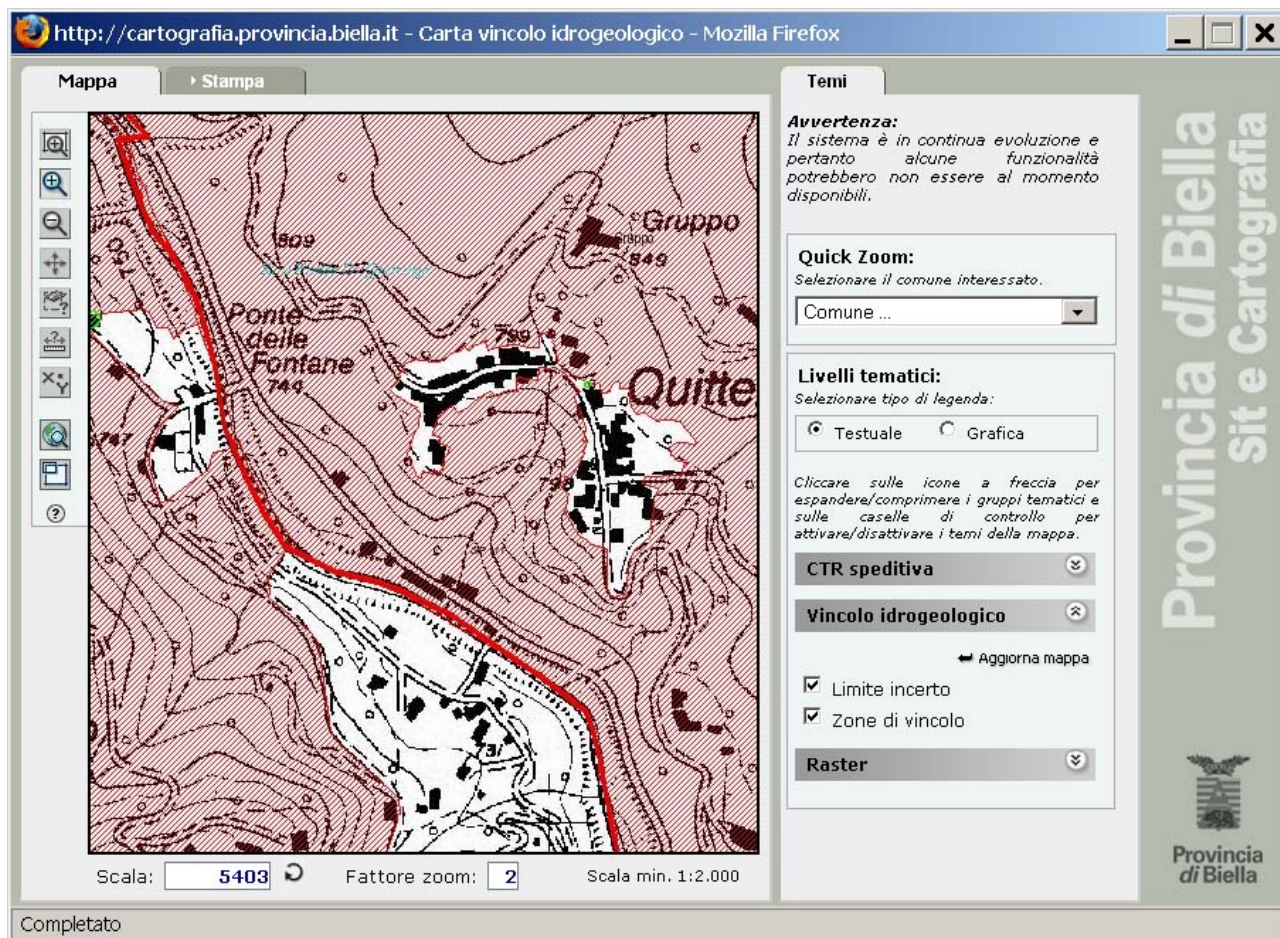 http://cartografia.provincia.biella.it - Carta vincolo idrogeologico - Mozilla Firefox
Mappa
Stampa
Gruppo
Gruppo
849
809
Ponte
delle
Fontane
744
799
Quitte
798
747
Scala: 5403
Fattore zoom: 2
Scala min. 1:2.000
Temi
Avvertenza:
Il sistema è in continua evoluzione e
pertanto alcune funzionalità
potrebbero non essere al momento
disponibili.
Quick Zoom:
Selezionare il comune interessato.
Comune ...
Livelli tematici:
Selezionare tipo di legenda:
Testuale
Grafica
Cliccare sulle icone a freccia per
espandere/comprimere i gruppi tematici e
sulle caselle di controllo per
attivare/disattivare i temi della mappa.
CTR speditiva
Vincolo idrogeologico
Aggiorna mappa
Limite incerto
Zone di vincolo
Raster
Provincia di Biella
Sit e Cartografia
Provincia
di Biella
Completato